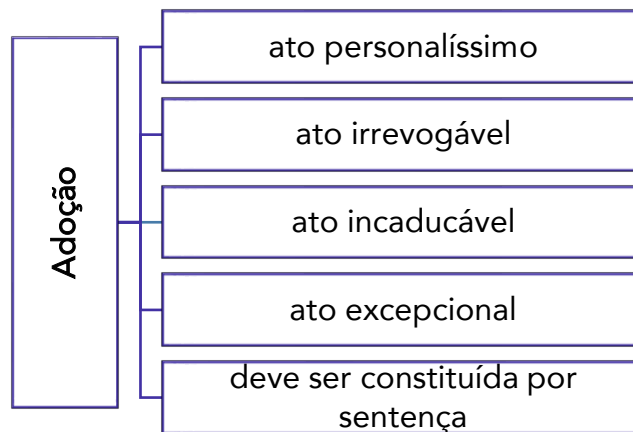 Adoção
ato personalíssimo
ato irrevogável
ato incaducável
ato excepcional
deve ser constituída por
sentença